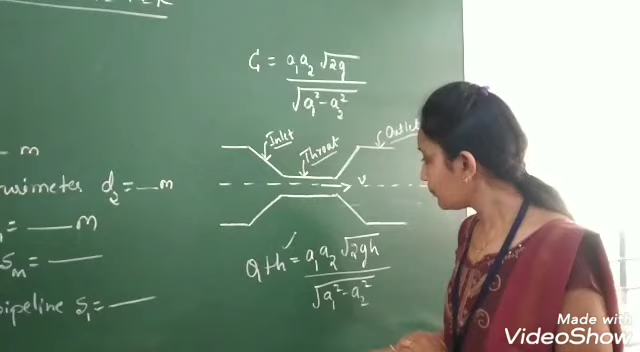 G = a₁a₂ √2g / √a₁² - a₂²
Inlet
Throat
Outlet
v
m
d₂ = — m
= — m
Sₘ = —
pipeline S₁ = —
Qth = a₁a₂ √2gh / √a₁² - a₂²
Made with
VideoShow